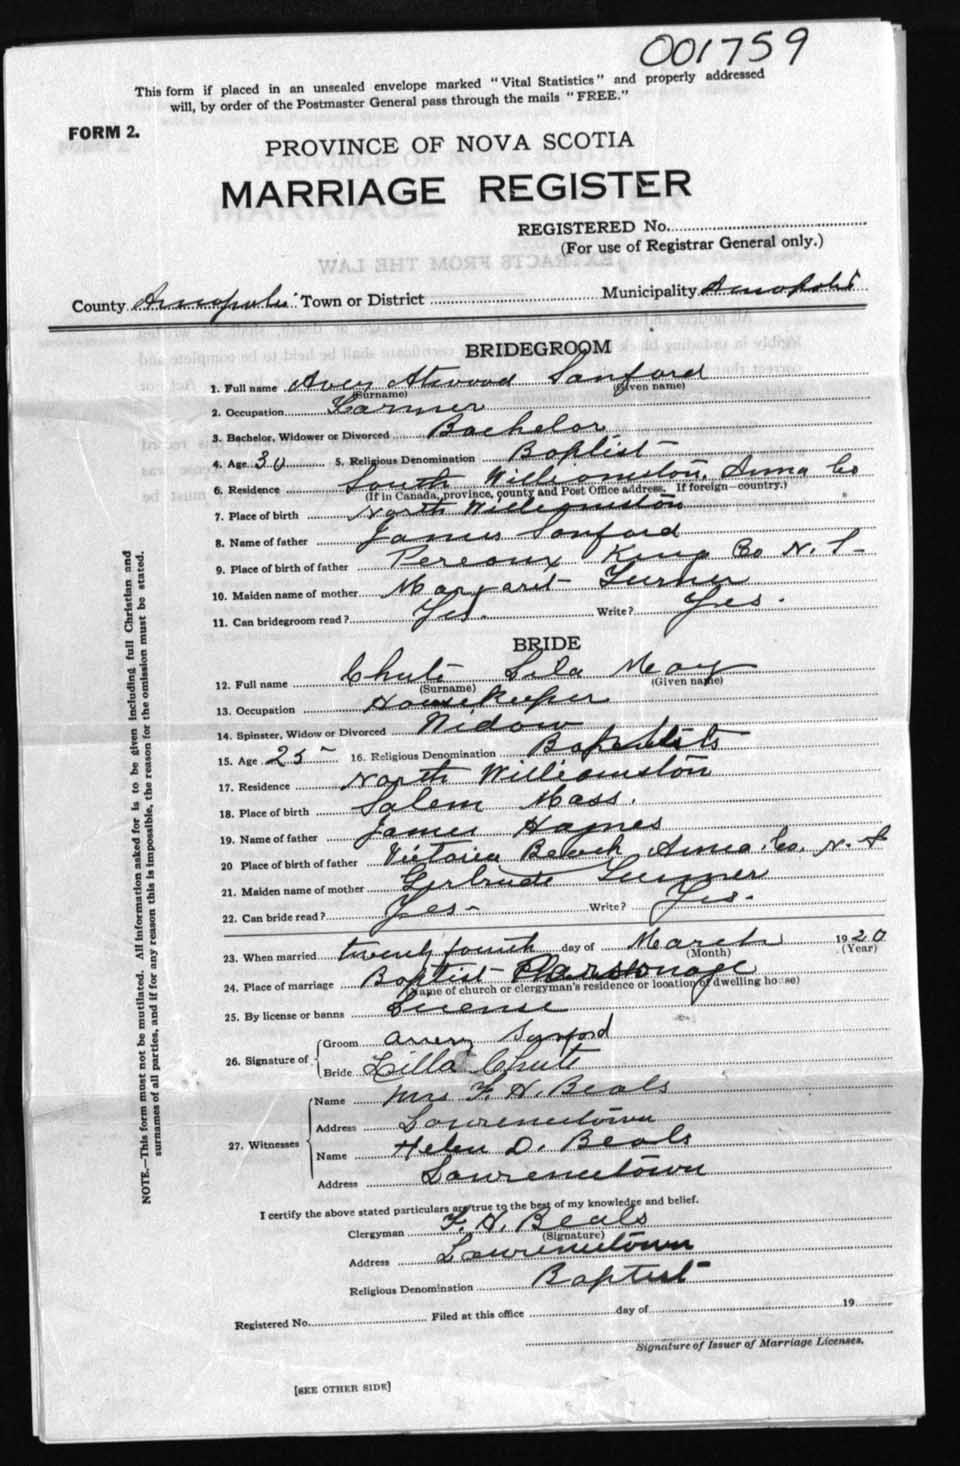 001759
This form if placed in an unsealed envelope marked "Vital Statistics" and properly addressed
will, by order of the Postmaster General pass through the mails "FREE."
FORM 2.
PROVINCE OF NOVA SCOTIA
MARRIAGE REGISTER
REGISTERED No.
(For use of Registrar General only.)
EXTRACTS FROM THE LAW
County Annapolis Town or District Municipality Annapolis
BRIDEGROOM
1. Full name Avery Atwood Sanford
(Surname) (Given name)
2. Occupation Farmer
3. Bachelor, Widower or Divorced Bachelor
4. Age 30 5. Religious Denomination Baptist
6. Residence South Williamston, Anna Co
(If in Canada, province, county and Post Office address. If foreign—country.)
7. Place of birth North Williamston
8. Name of father James Sanford
9. Place of birth of father Pereaux King Co N. S
10. Maiden name of mother Margaret Turner
11. Can bridegroom read? Yes. Write? Yes.
BRIDE
12. Full name Chute Lila May
(Surname) (Given name)
13. Occupation Housekeeper
14. Spinster, Widow or Divorced Widow
15. Age 25 16. Religious Denomination Baptists
17. Residence North Williamston
18. Place of birth Salem Mass.
19. Name of father James Haynes
20 Place of birth of father Victoria Beach Anna. Co. N. S
21. Maiden name of mother Gertrude
22. Can bride read? Yes- Write? Yes.
23. When married twenty fourth day of March 1920
(Month) (Year)
24. Place of marriage Baptist Parsonage
(Name of church or clergyman's residence or location of dwelling house)
25. By license or banns License
26. Signature of Groom Avery Sanford
Bride Lilla Chute
27. Witnesses Name Mrs F. H. Beals
Address Lawrencetown
Name Helen D. Beals
Address Lawrencetown
I certify the above stated particulars are true to the best of my knowledge and belief.
Clergyman F. H. Beals
(Signature)
Address Lawrencetown
Religious Denomination Baptist
Registered No. Filed at this office day of 19
Signature of Issuer of Marriage Licenses.
[SEE OTHER SIDE]
NOTE.—This form must not be mutilated. All information asked for is to be given including full Christian and
surnames of all parties, and if for any reason this is impossible, the reason for the omission must be stated.